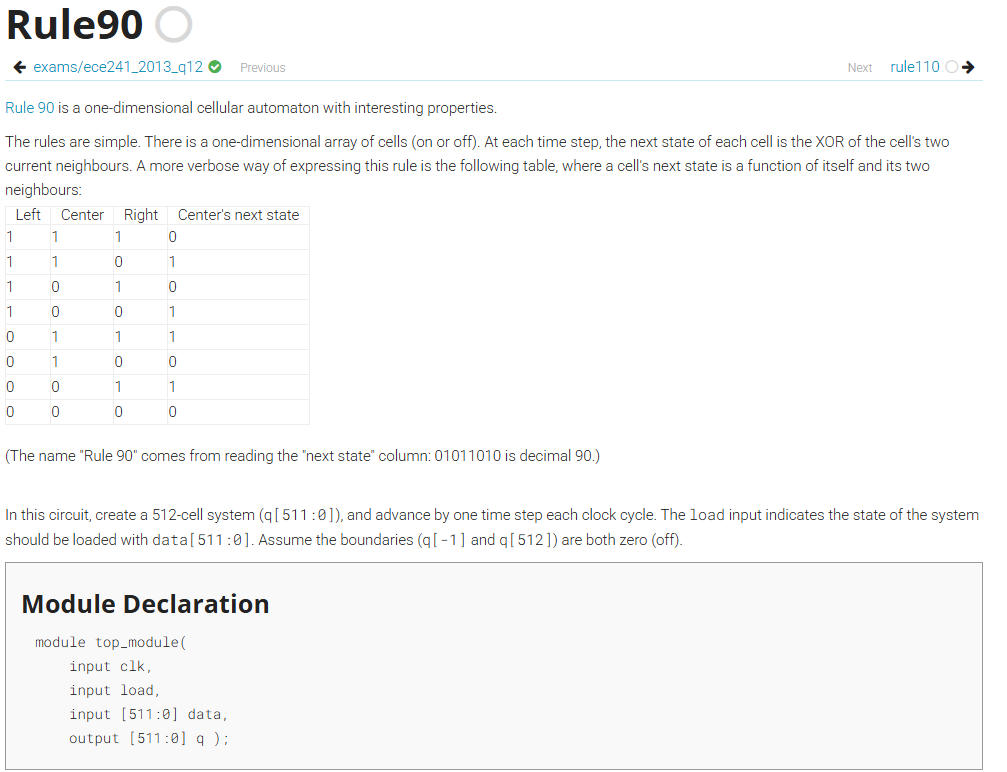 Rule90
exams/ece241_2013_q12 Previous Next rule110
Rule 90 is a one-dimensional cellular automaton with interesting properties.
The rules are simple. There is a one-dimensional array of cells (on or off). At each time step, the next state of each cell is the XOR of the cell's two
current neighbours. A more verbose way of expressing this rule is the following table, where a cell's next state is a function of itself and its two
neighbours:
Left Center Right Center's next state
1 1 1 0
1 1 0 1
1 0 1 0
1 0 0 1
0 1 1 1
0 1 0 0
0 0 1 1
0 0 0 0
(The name "Rule 90" comes from reading the "next state" column: 01011010 is decimal 90.)
In this circuit, create a 512-cell system (q[511:0]), and advance by one time step each clock cycle. The load input indicates the state of the system
should be loaded with data[511:0]. Assume the boundaries (q[-1] and q[512]) are both zero (off).
Module Declaration
module top_module(
input clk,
input load,
input [511:0] data,
output [511:0] q );